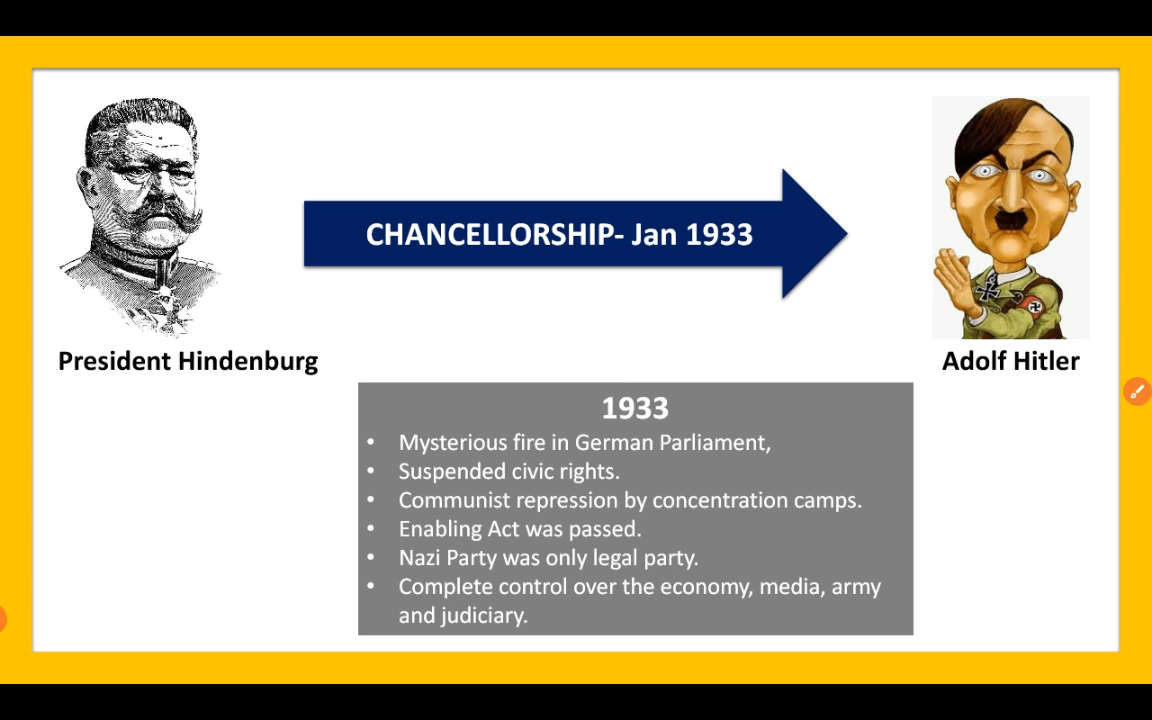 CHANCELLORSHIP- Jan 1933
President Hindenburg
Adolf Hitler
1933
• Mysterious fire in German Parliament,
• Suspended civic rights.
• Communist repression by concentration camps.
• Enabling Act was passed.
• Nazi Party was only legal party.
• Complete control over the economy, media, army
and judiciary.